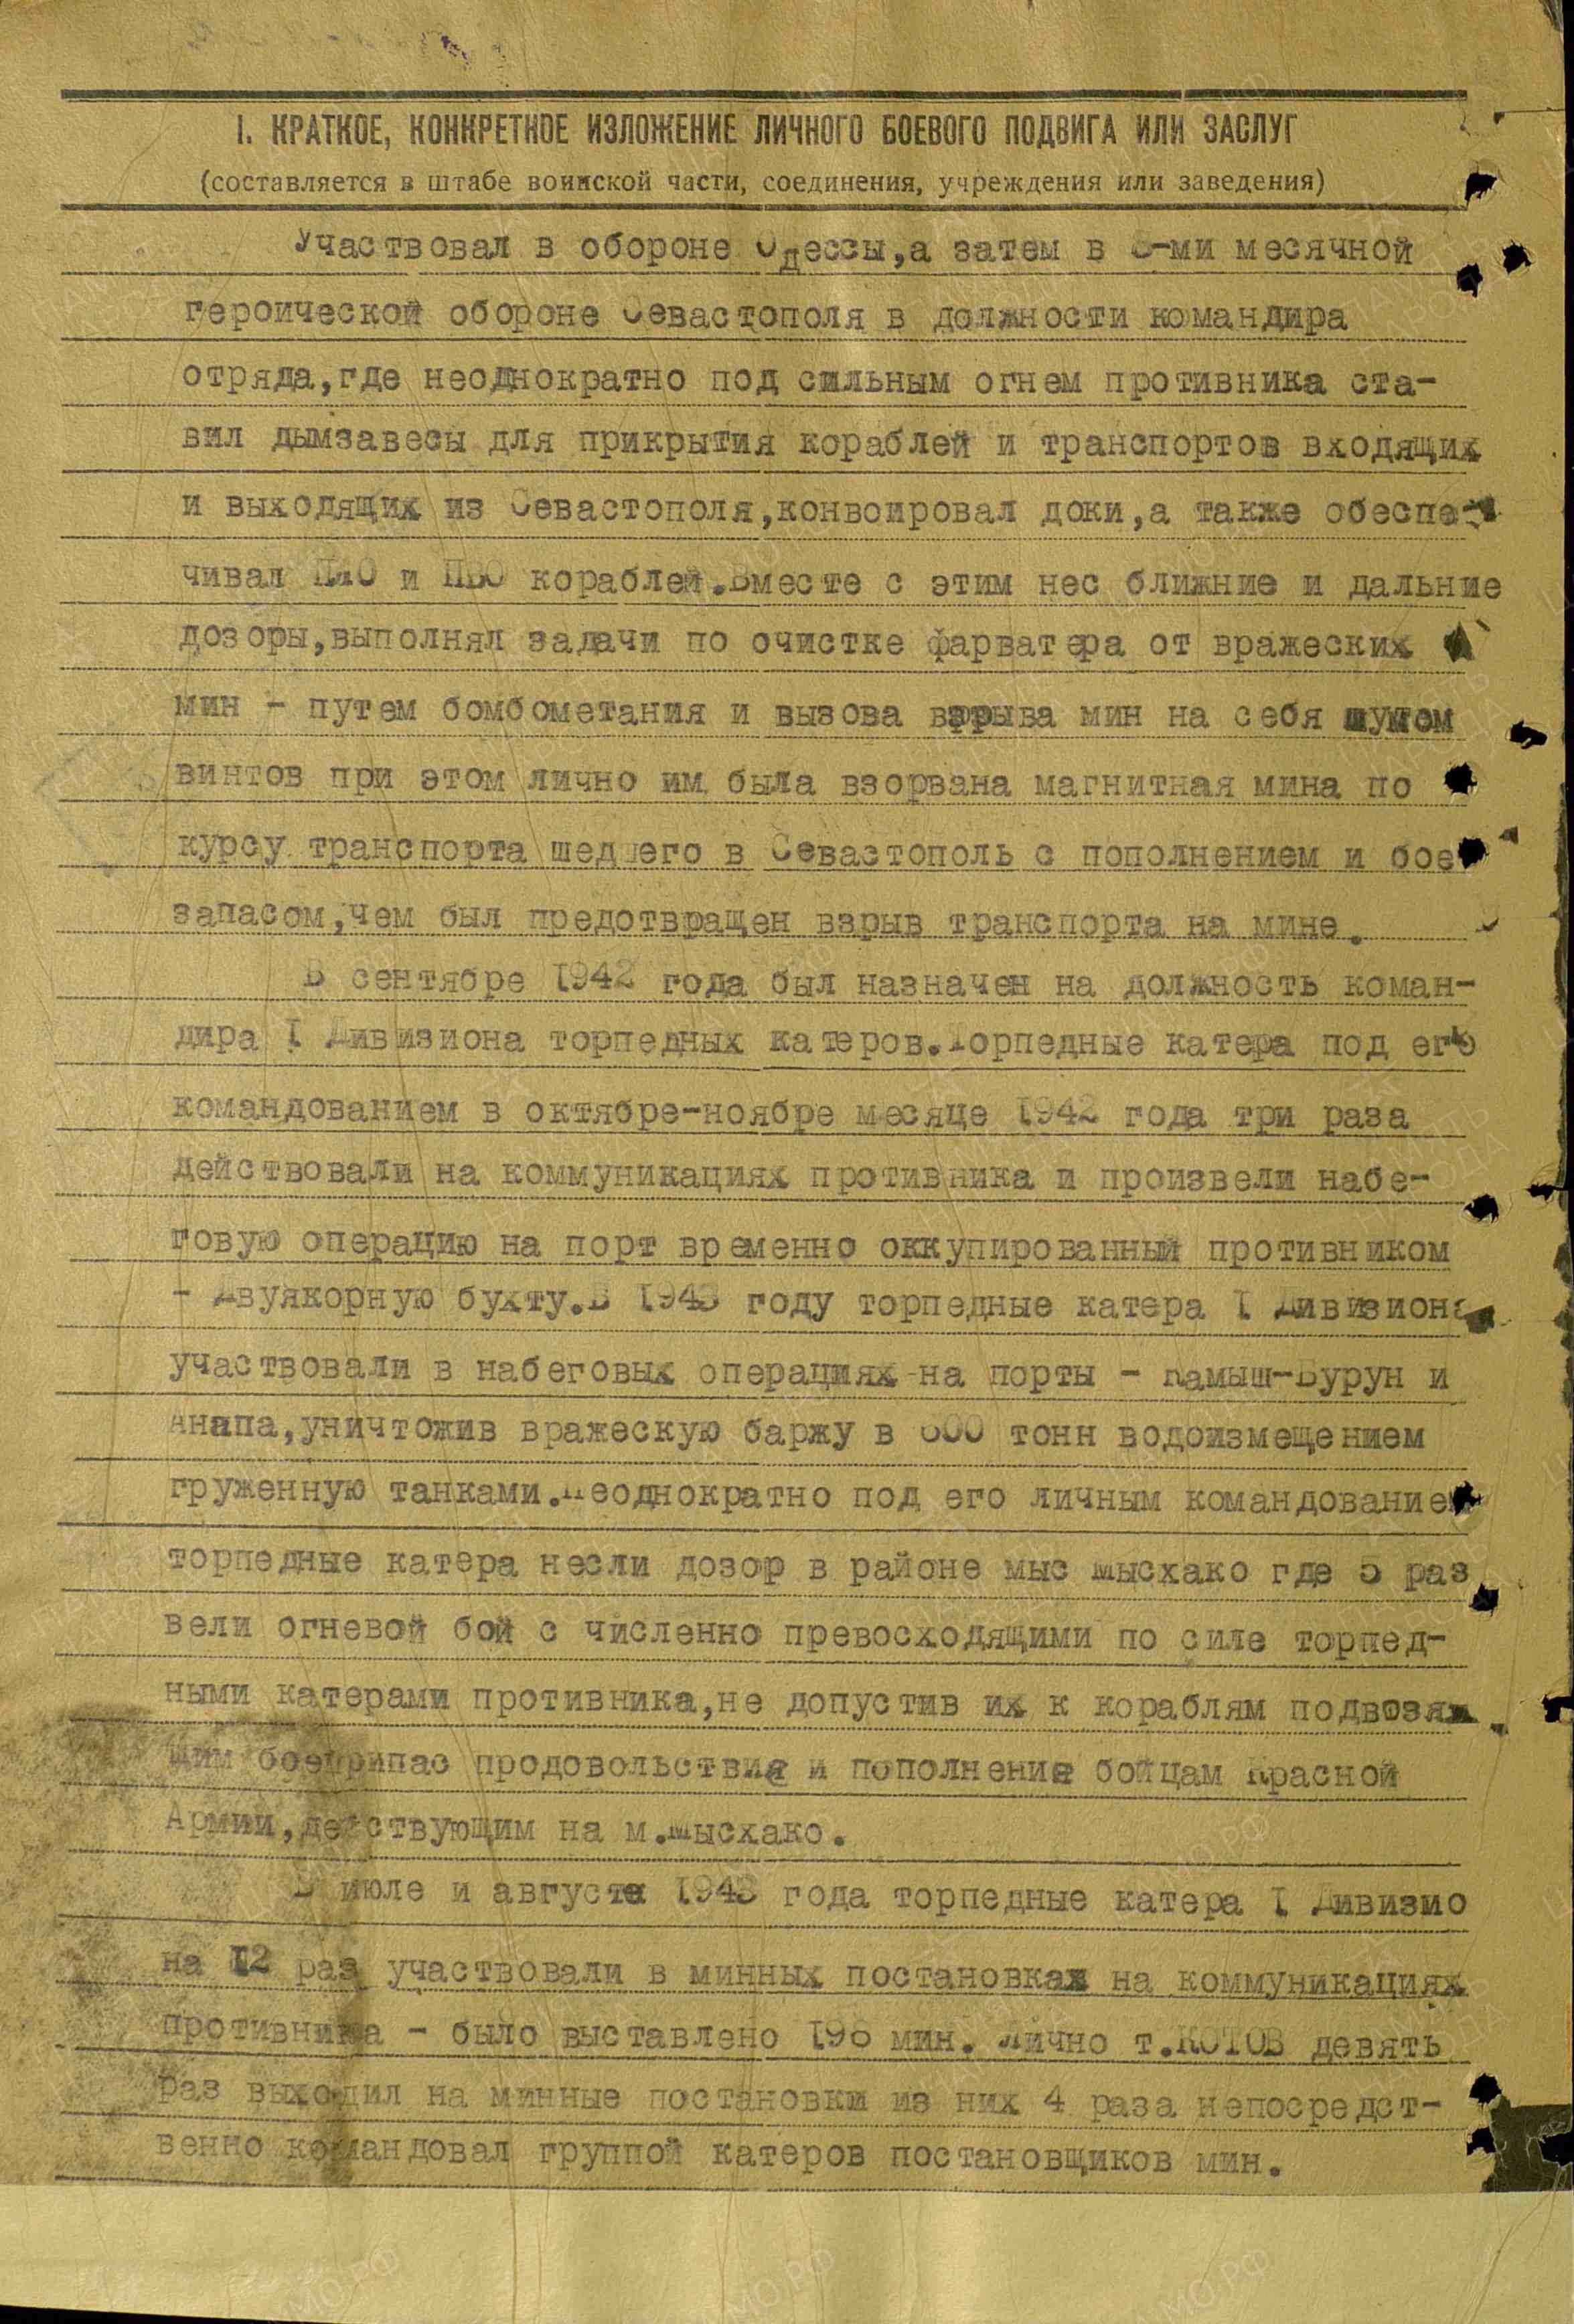 I. КРАТКОЕ, КОНКРЕТНОЕ ИЗЛОЖЕНИЕ ЛИЧНОГО БОЕВОГО ПОДВИГА ИЛИ ЗАСЛУГ
(составляется в штабе воинской части, соединения, учреждения или заведения)
Участвовал в обороне Одессы,а затем в 8-ми месячной
героической обороне Севастополя в должности командира
отряда,где неоднократно под сильным огнем противника ста-
вил дымзавесы для прикрытия кораблей и транспортов входящих
и выходящих из Севастополя,конвоировал доки,а также обеспе-
чивал ПЛО и ПВО кораблей.Вместе с этим нес ближние и дальние
дозоры,выполнял задачи по очистке фарватера от вражеских
мин - путем бомбометания и вызова взрыва мин на себя шумом
винтов при этом лично им была взорвана магнитная мина по
курсу транспорта шедшего в Севастополь с пополнением и бое
запасом,чем был предотвращен взрыв транспорта на мине.
В сентябре 1942 года был назначен на должность коман-
дира I Дивизиона торпедных катеров.Торпедные катера под его
командованием в октябре-ноябре месяце 1942 года три раза
действовали на коммуникациях противника и произвели набе-
говую операцию на порт временно оккупированный противником
- Двуякорную бухту.В 1943 году торпедные катера I Дивизиона
участвовали в набеговых операциях на порты - Камыш-Бурун и
Анапа,уничтожив вражескую баржу в 600 тонн водоизмещением
груженную танками.Неоднократно под его личным командованием
торпедные катера несли дозор в районе мыс Мысхако где 5 раз
вели огневой бой с численно превосходящими по силе торпед-
ными катерами противника,не допустив их к кораблям подвозя
щим боеприпас продовольствие и пополнение бойцам Красной
Армии,действующим на м.Мысхако.
В июле и августе 1943 года торпедные катера I Дивизио
на 12 раз участвовали в минных постановках на коммуникациях
противника - было выставлено 198 мин. Лично т.КОТОВ девять
раз выходил на минные постановки из них 4 раза непосредст-
венно командовал группой катеров постановщиков мин.